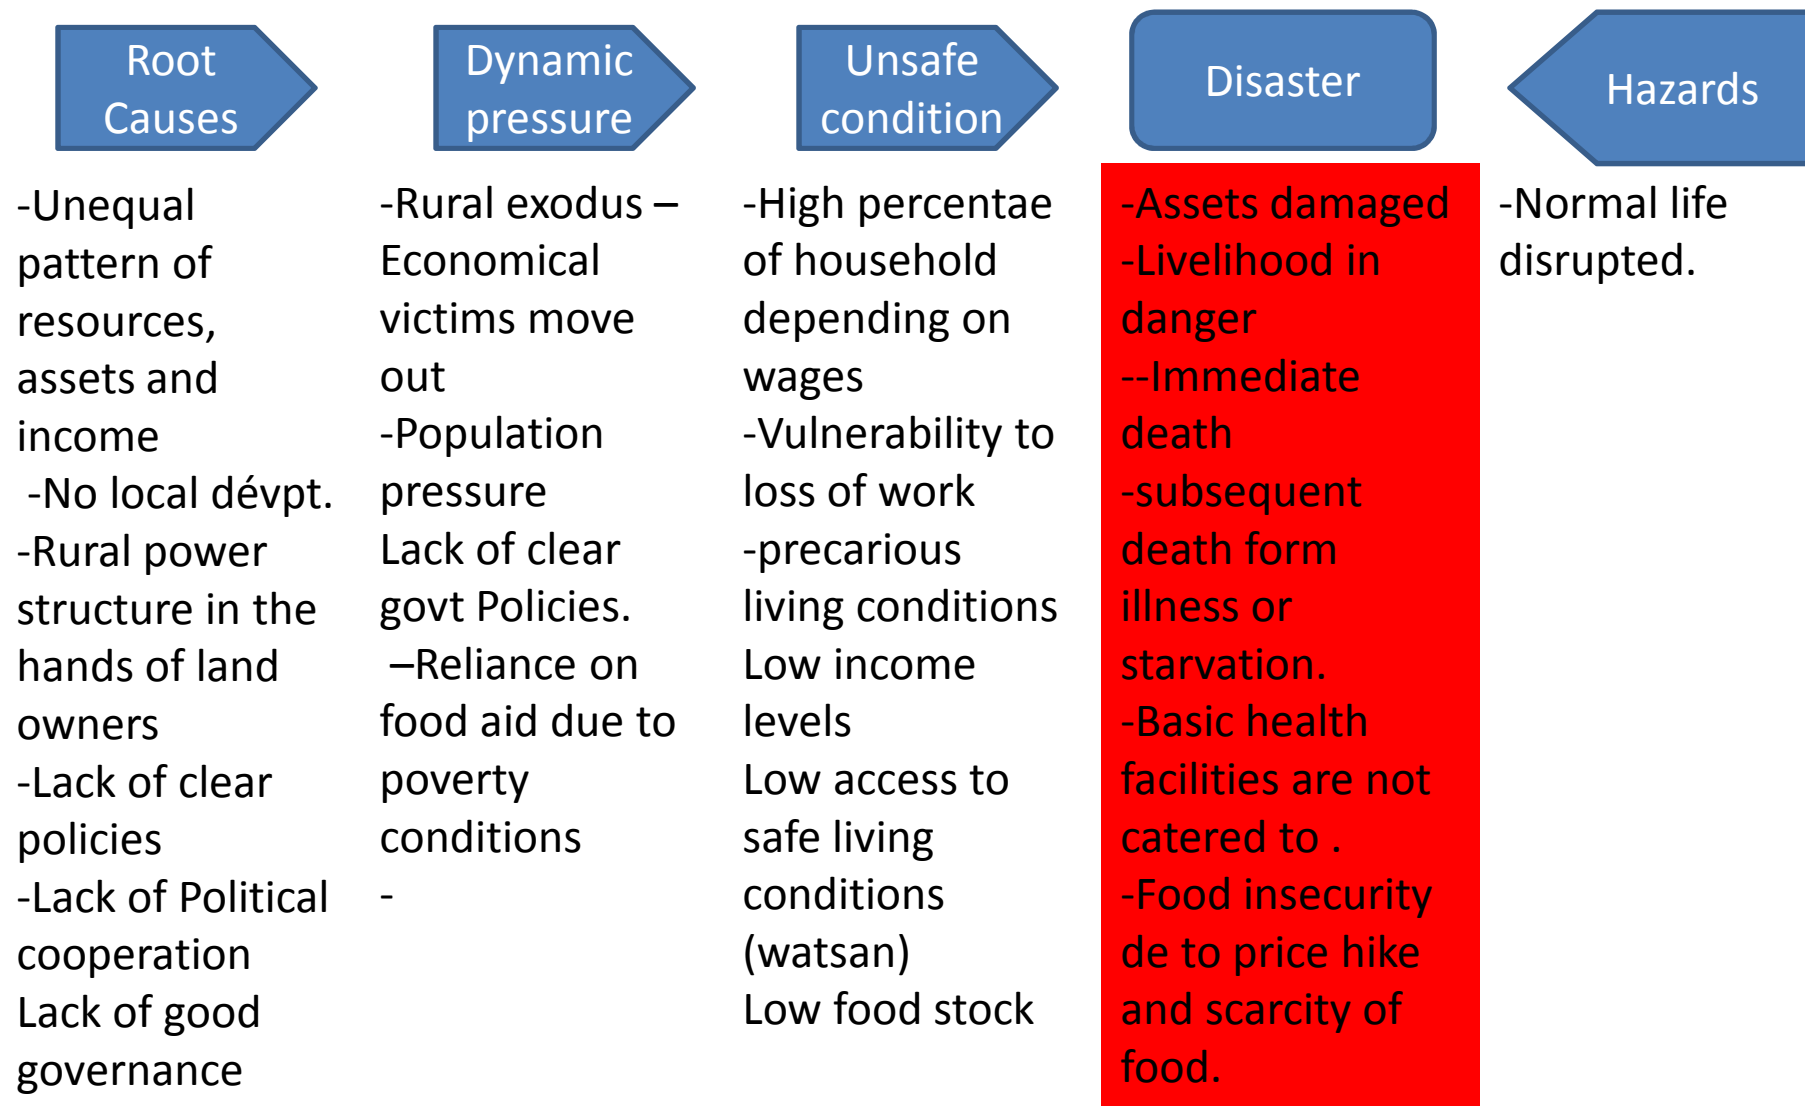 Root
Causes
Dynamic
pressure
Unsafe
condition
Disaster
Hazards
-Unequal
pattern of
resources,
assets and
income
-No local dévpt.
-Rural power
structure in the
hands of land
owners
-Lack of clear
policies
-Lack of Political
cooperation
Lack of good
governance
-Rural exodus –
Economical
victims move
out
-Population
pressure
Lack of clear
govt Policies.
–Reliance on
food aid due to
poverty
conditions
-
-High percentae
of household
depending on
wages
-Vulnerability to
loss of work
-precarious
living conditions
Low income
levels
Low access to
safe living
conditions
(watsan)
Low food stock
-Assets damaged
-Livelihood in
danger
--Immediate
death
-subsequent
death form
illness or
starvation.
-Basic health
facilities are not
catered to .
-Food insecurity
de to price hike
and scarcity of
food.
-Normal life
disrupted.